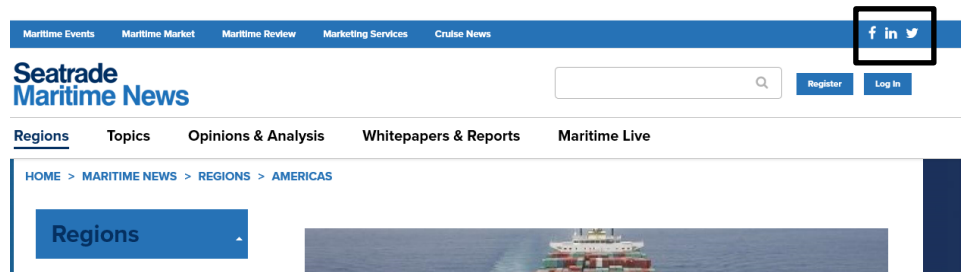 Maritime Events Maritime Market Maritime Review Marketing Services Cruise News f in
Seatrade
Maritime News
Register Log In
Regions Topics Opinions & Analysis Whitepapers & Reports Maritime Live
HOME > MARITIME NEWS > REGIONS > AMERICAS
Regions